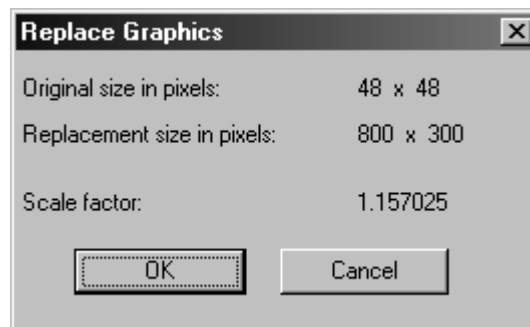 Replace Graphics
Original size in pixels: 48 x 48
Replacement size in pixels: 800 x 300
Scale factor: 1.157025
OK Cancel